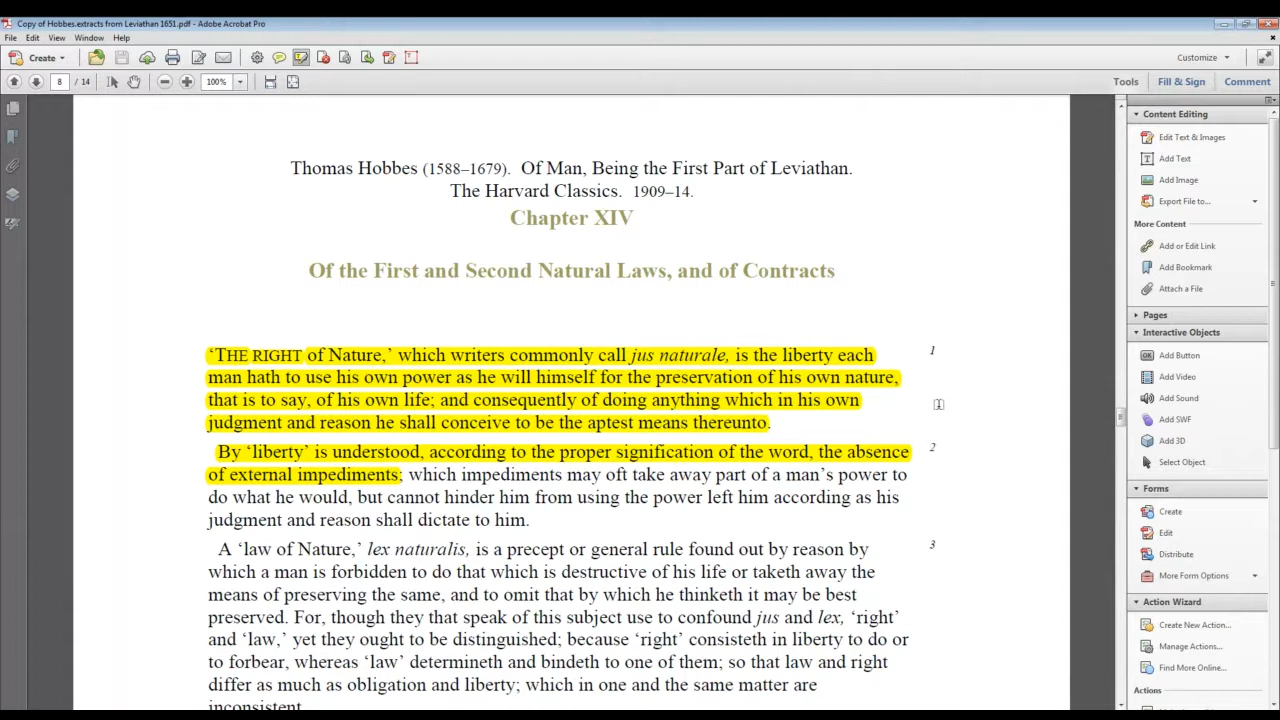 Copy of Hobbes.extracts from Leviathan 1651.pdf - Adobe Acrobat Pro
File Edit View Window Help
Create
Customize
8 / 14
100%
Tools Fill & Sign Comment
Thomas Hobbes (1588–1679). Of Man, Being the First Part of Leviathan.
The Harvard Classics. 1909–14.
Chapter XIV
Of the First and Second Natural Laws, and of Contracts
‘THE RIGHT of Nature,’ which writers commonly call jus naturale, is the liberty each 1
man hath to use his own power as he will himself for the preservation of his own nature,
that is to say, of his own life; and consequently of doing anything which in his own
judgment and reason he shall conceive to be the aptest means thereunto.
By ‘liberty’ is understood, according to the proper signification of the word, the absence 2
of external impediments; which impediments may oft take away part of a man’s power to
do what he would, but cannot hinder him from using the power left him according as his
judgment and reason shall dictate to him.
A ‘law of Nature,’ lex naturalis, is a precept or general rule found out by reason by 3
which a man is forbidden to do that which is destructive of his life or taketh away the
means of preserving the same, and to omit that by which he thinketh it may be best
preserved. For, though they that speak of this subject use to confound jus and lex, ‘right’
and ‘law,’ yet they ought to be distinguished; because ‘right’ consisteth in liberty to do or
to forbear, whereas ‘law’ determineth and bindeth to one of them; so that law and right
differ as much as obligation and liberty; which in one and the same matter are
inconsistent.
Content Editing
Edit Text & Images
Add Text
Add Image
Export File to...
More Content
Add or Edit Link
Add Bookmark
Attach a File
Pages
Interactive Objects
Add Button
Add Video
Add Sound
Add SWF
Add 3D
Select Object
Forms
Create
Edit
Distribute
More Form Options
Action Wizard
Create New Action...
Manage Actions...
Find More Online...
Actions